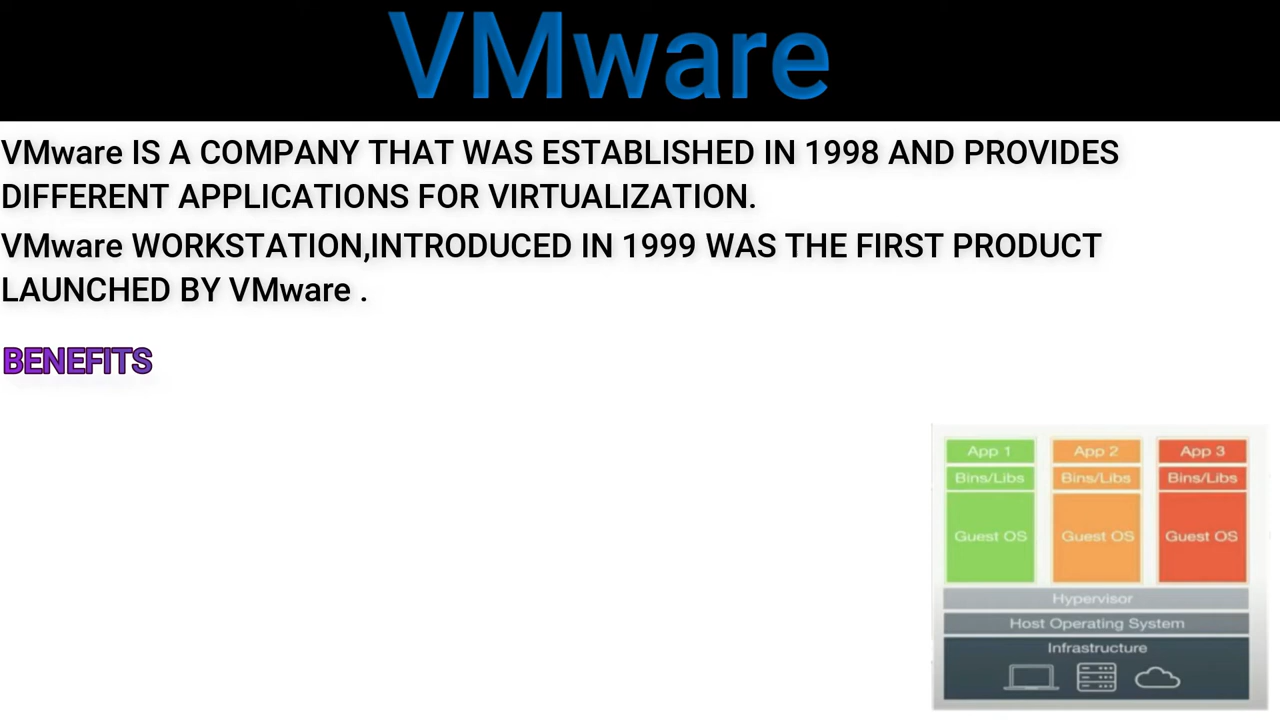 VMware
VMware IS A COMPANY THAT WAS ESTABLISHED IN 1998 AND PROVIDES
DIFFERENT APPLICATIONS FOR VIRTUALIZATION.
VMware WORKSTATION,INTRODUCED IN 1999 WAS THE FIRST PRODUCT
LAUNCHED BY VMware .
BENEFITS
App 1 App 2 App 3
Bins/Libs Bins/Libs Bins/Libs
Guest OS Guest OS Guest OS
Hypervisor
Host Operating System
Infrastructure